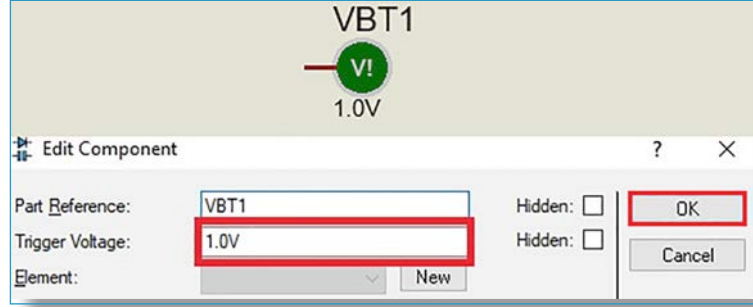 VBT1
V!
1.0V
Edit Component
?
X
Part Reference: VBT1 Hidden: OK
Trigger Voltage: 1.0V Hidden: Cancel
Element: New